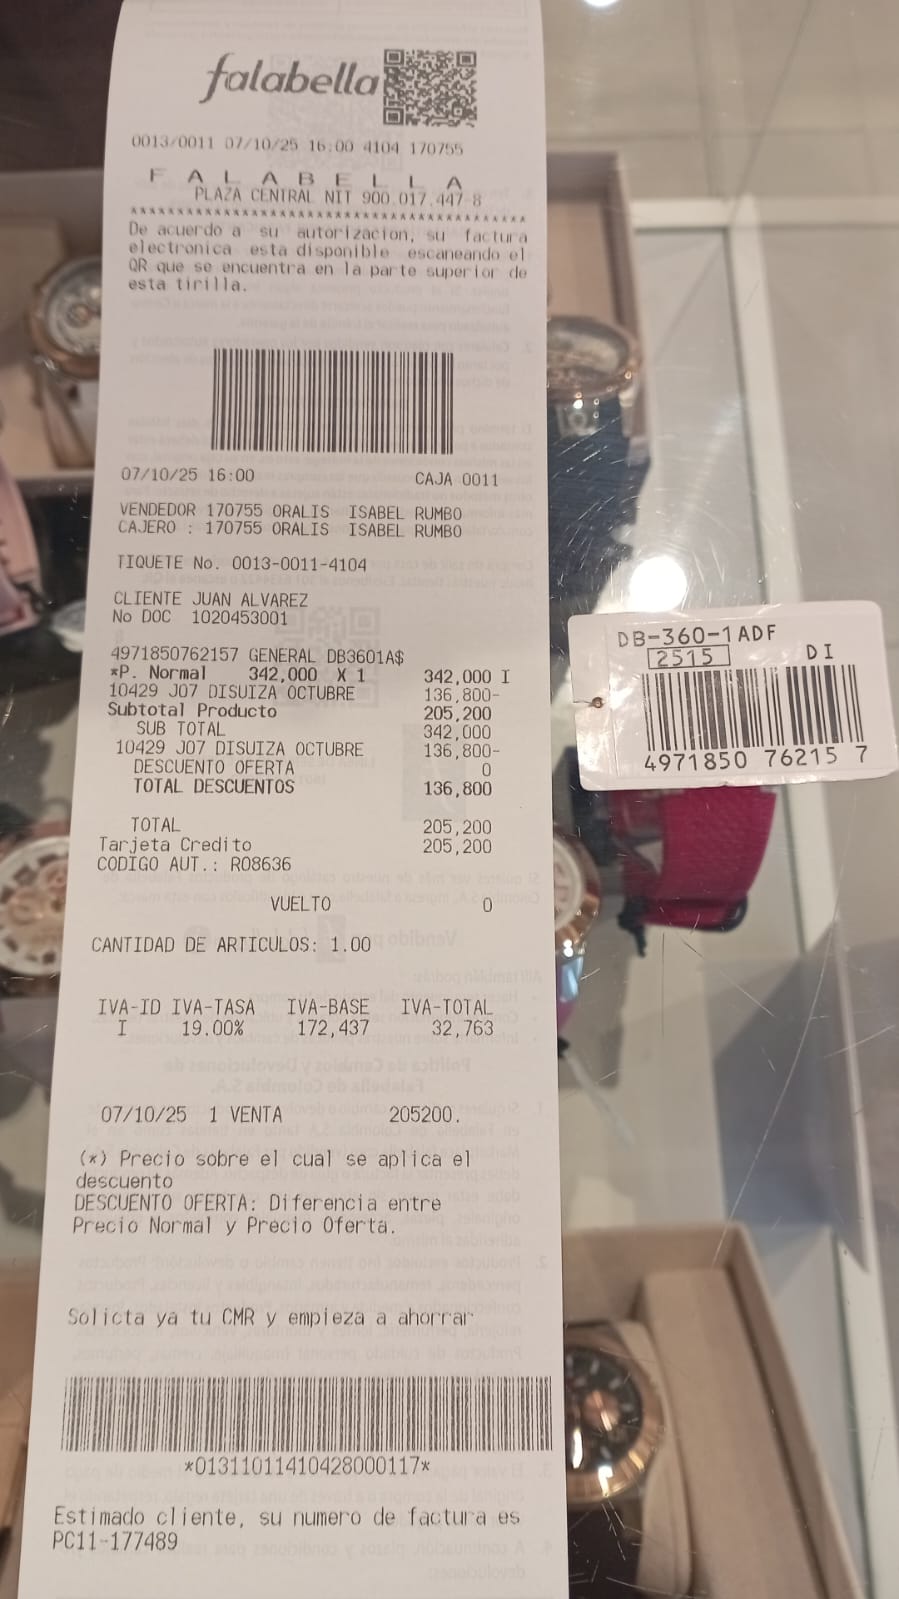 falabella
0013/0011 07/10/25 16:00 4104 170755
F A L A B E L L A
PLAZA CENTRAL NIT 900.017.447-8
De acuerdo a su autorizacion, su factura
electronica esta disponible escaneando el
QR que se encuentra en la parte superior de
esta tirilla.
07/10/25 16:00 CAJA 0011
VENDEDOR 170755 ORALIS ISABEL RUMBO
CAJERO : 170755 ORALIS ISABEL RUMBO
TIQUETE No. 0013-0011-4104
CLIENTE JUAN ALVAREZ
No DOC 1020453001
4971850762157 GENERAL DB3601A$
*P. Normal 342,000 X 1 342,000 I
10429 J07 DISUIZA OCTUBRE 136,800-
Subtotal Producto 205,200
SUB TOTAL 342,000
10429 J07 DISUIZA OCTUBRE 136,800-
DESCUENTO OFERTA 0
TOTAL DESCUENTOS 136,800
TOTAL 205,200
Tarjeta Credito 205,200
CODIGO AUT.: R08636
VUELTO 0
CANTIDAD DE ARTICULOS: 1.00
IVA-ID IVA-TASA IVA-BASE IVA-TOTAL
I 19.00% 172,437 32,763
07/10/25 1 VENTA 205200.
(*) Precio sobre el cual se aplica el
descuento
DESCUENTO OFERTA: Diferencia entre
Precio Normal y Precio Oferta.
Solicta ya tu CMR y empieza a ahorrar
*013110114104280001​17*
Estimado cliente, su numero de factura es
PC11-177489
DB-360-1ADF
2515 DI
4971850 76215 7